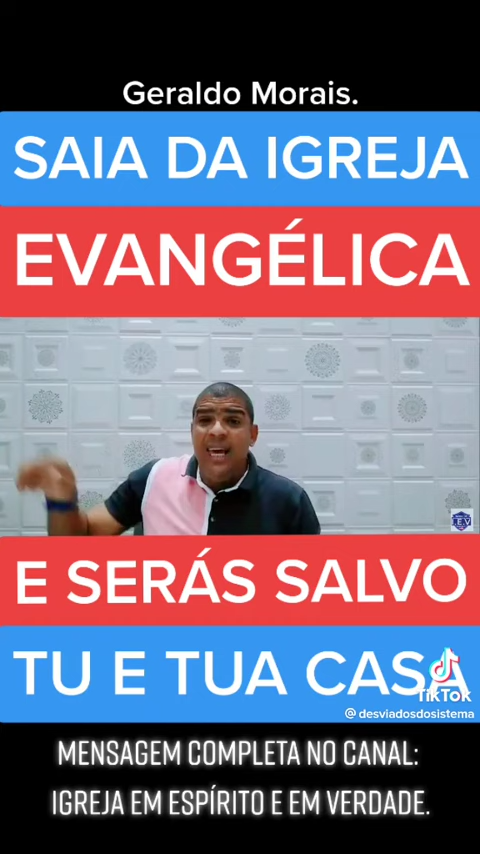 Geraldo Morais.
SAIA DA IGREJA
EVANGÉLICA
I.E.V
E SERÁS SALVO
TU E TUA CASA
TikTok
@ desviadosdosistema
MENSAGEM COMPLETA NO CANAL:
IGREJA EM ESPÍRITO E EM VERDADE.